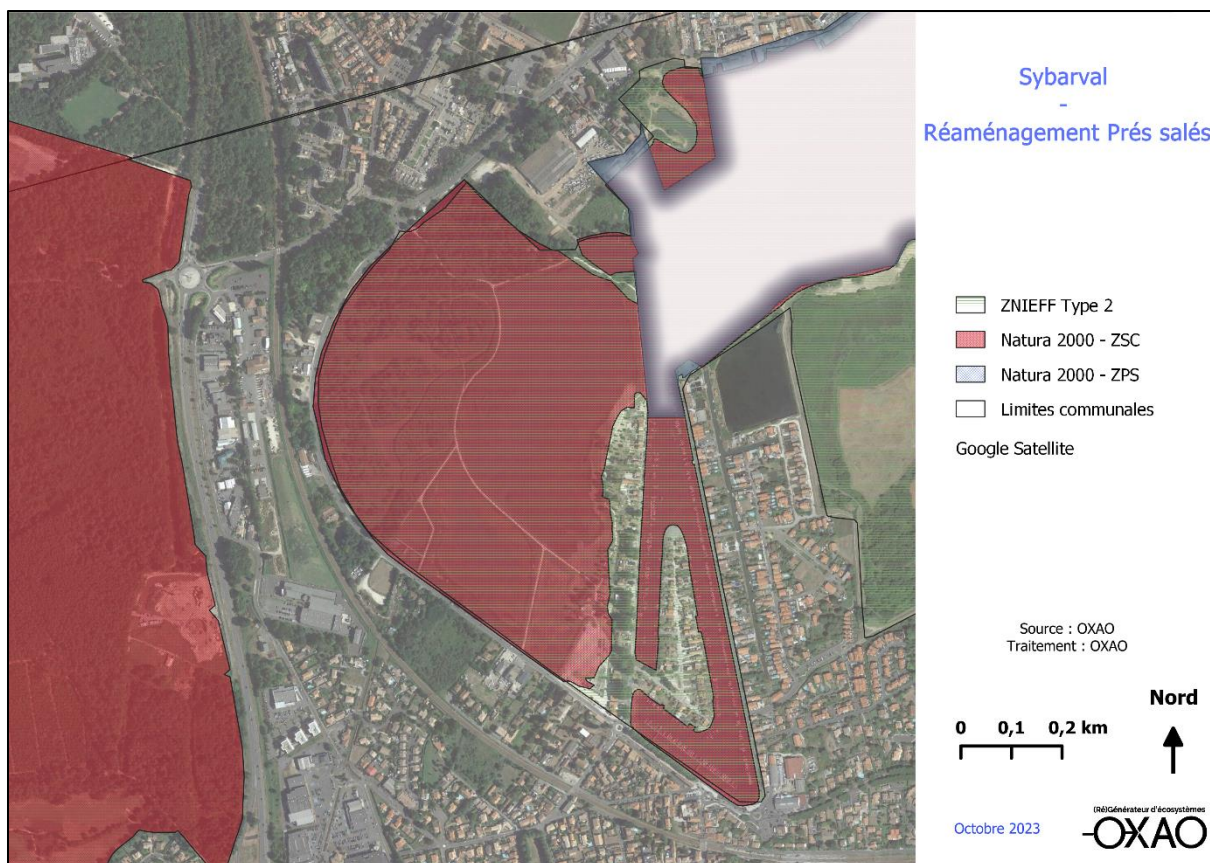 Sybarval
-
Réaménagement Prés salés
ZNIEFF Type 2
Natura 2000 - ZSC
Natura 2000 - ZPS
Limites communales
Google Satellite
Source : OXAO
Traitement : OXAO
Nord
0 0,1 0,2 km
Octobre 2023
(Ré)Générateur d'écosystèmes
OXAO